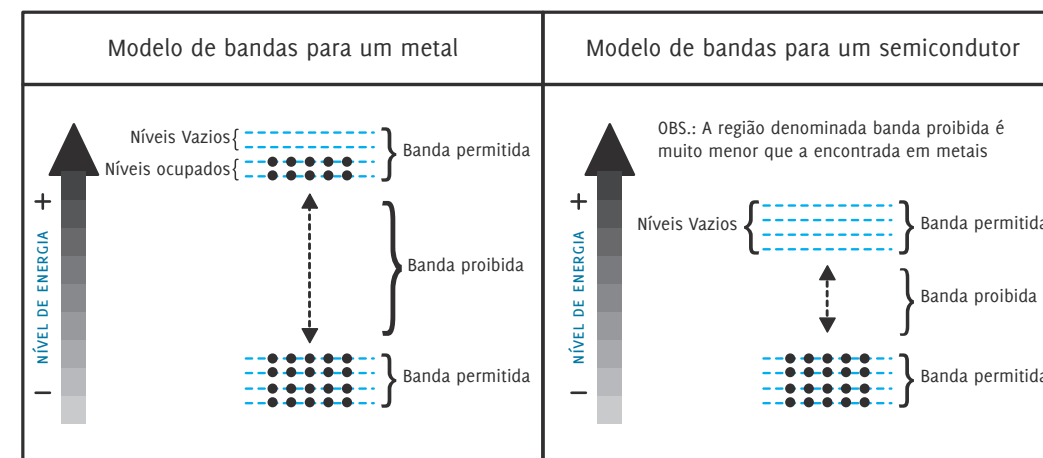 Modelo de bandas para um metal
Níveis Vazios
Níveis ocupados
Banda permitida
Banda proibida
Banda permitida
+
NÍVEL DE ENERGIA
–
Modelo de bandas para um semicondutor
OBS.: A região denominada banda proibida é
muito menor que a encontrada em metais
Níveis Vazios
Banda permitida
Banda proibida
Banda permitida
+
NÍVEL DE ENERGIA
–